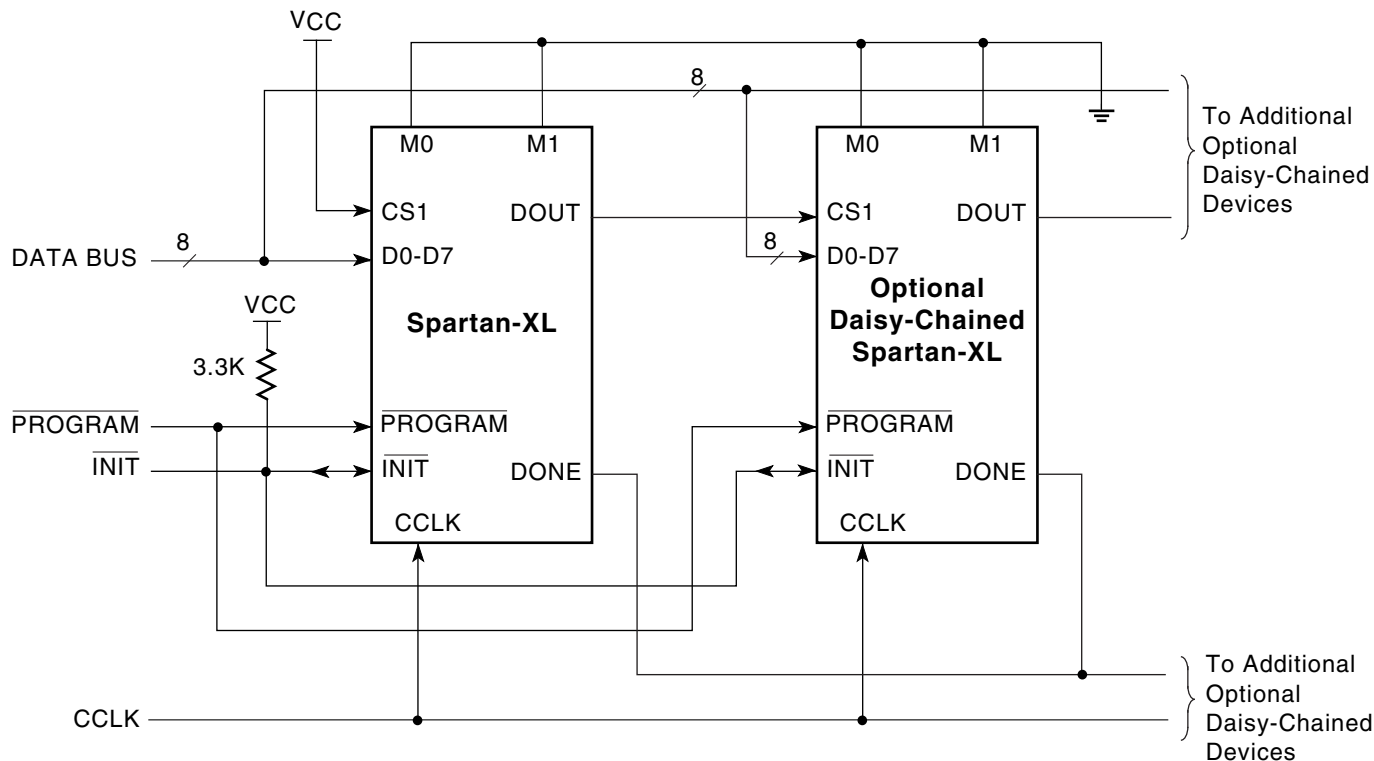 VCC
8
M0 M1
M0 M1
To Additional
Optional
Daisy-Chained
Devices
CS1 DOUT
CS1 DOUT
DATA BUS 8
D0-D7
8
D0-D7
VCC
3.3K
Spartan-XL
Optional
Daisy-Chained
Spartan-XL
PROGRAM
PROGRAM
PROGRAM
INIT
INIT DONE
INIT DONE
CCLK
CCLK
CCLK
To Additional
Optional
Daisy-Chained
Devices